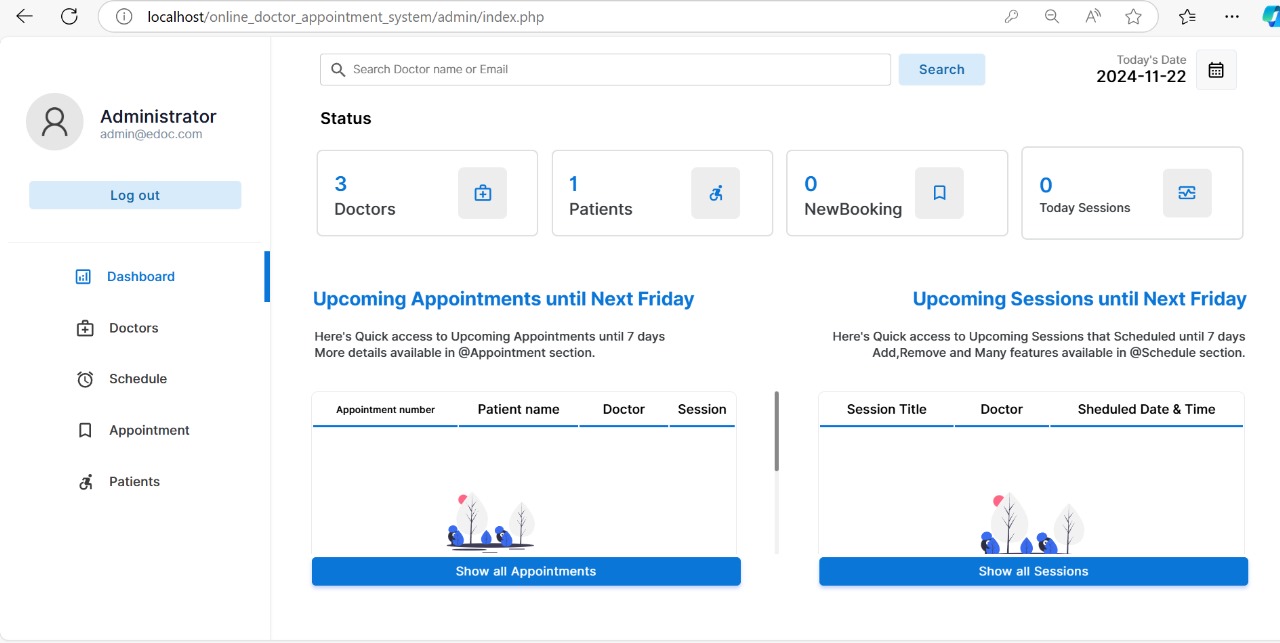 localhost/online_doctor_appointment_system/admin/index.php
Administrator
admin@edoc.com
Log out
Dashboard
Doctors
Schedule
Appointment
Patients
Search Doctor name or Email
Search
Today's Date
2024-11-22
Status
3
Doctors
1
Patients
0
NewBooking
0
Today Sessions
Upcoming Appointments until Next Friday
Here's Quick access to Upcoming Appointments until 7 days
More details available in @Appointment section.
Appointment number Patient name Doctor Session
Show all Appointments
Upcoming Sessions until Next Friday
Here's Quick access to Upcoming Sessions that Scheduled until 7 days
Add,Remove and Many features available in @Schedule section.
Session Title Doctor Sheduled Date & Time
Show all Sessions